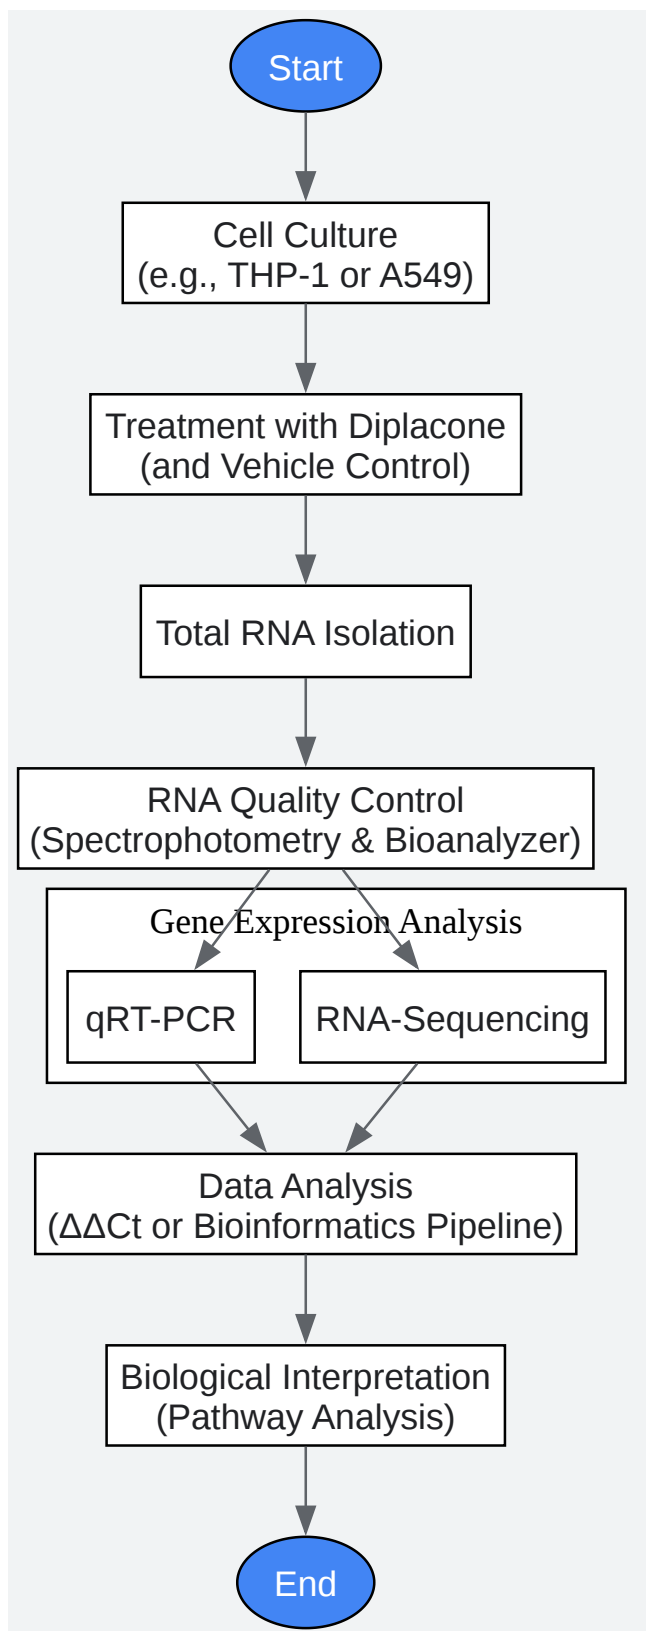 Start
Cell Culture
(e.g., THP-1 or A549)
Treatment with Diplacone
(and Vehicle Control)
Total RNA Isolation
RNA Quality Control
(Spectrophotometry & Bioanalyzer)
Gene Expression Analysis
qRT-PCR
RNA-Sequencing
Data Analysis
(ΔΔCt or Bioinformatics Pipeline)
Biological Interpretation
(Pathway Analysis)
End